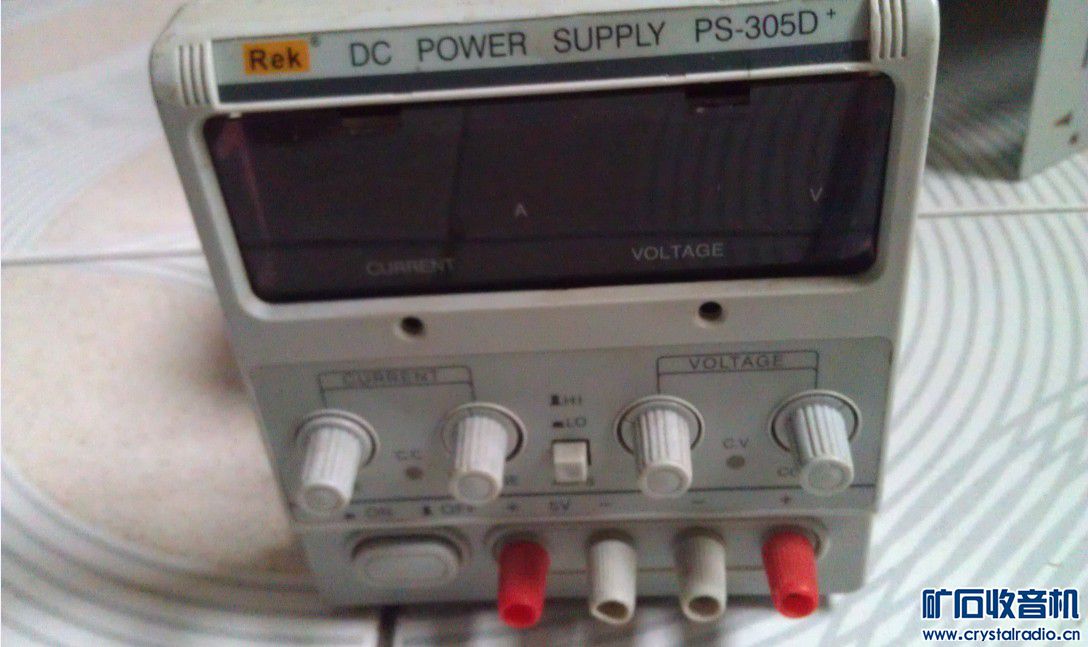 Rek® DC POWER SUPPLY PS-305D+
A V
CURRENT VOLTAGE
CURRENT VOLTAGE
HI
LO
C.C C.V
ON OFF + 5V - - +
矿石收音机
www.crystalradio.cn